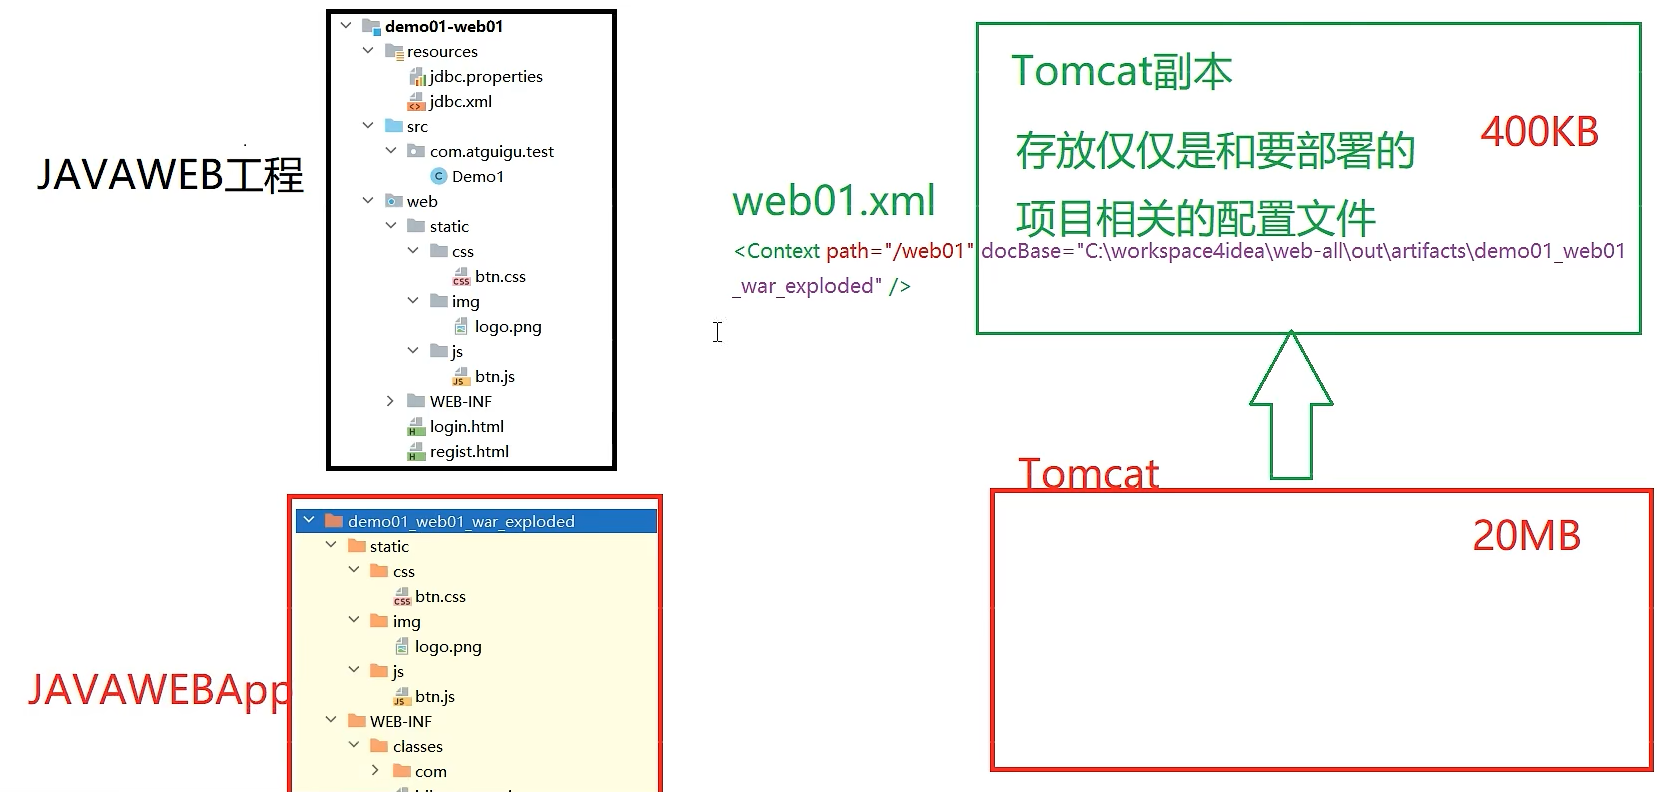 JAVAWEB工程
demo01-web01
resources
jdbc.properties
jdbc.xml
src
com.atguigu.test
Demo1
web
static
css
btn.css
img
logo.png
js
btn.js
WEB-INF
login.html
regist.html
JAVAWEBApp
demo01_web01_war_exploded
static
css
btn.css
img
logo.png
js
btn.js
WEB-INF
classes
com
Tomcat副本
400KB
存放仅仅是和要部署的
项目相关的配置文件
web01.xml
<Context path="/web01" docBase="C:\workspace4idea\web-all\out\artifacts\demo01_web01
_war_exploded" />
Tomcat
20MB